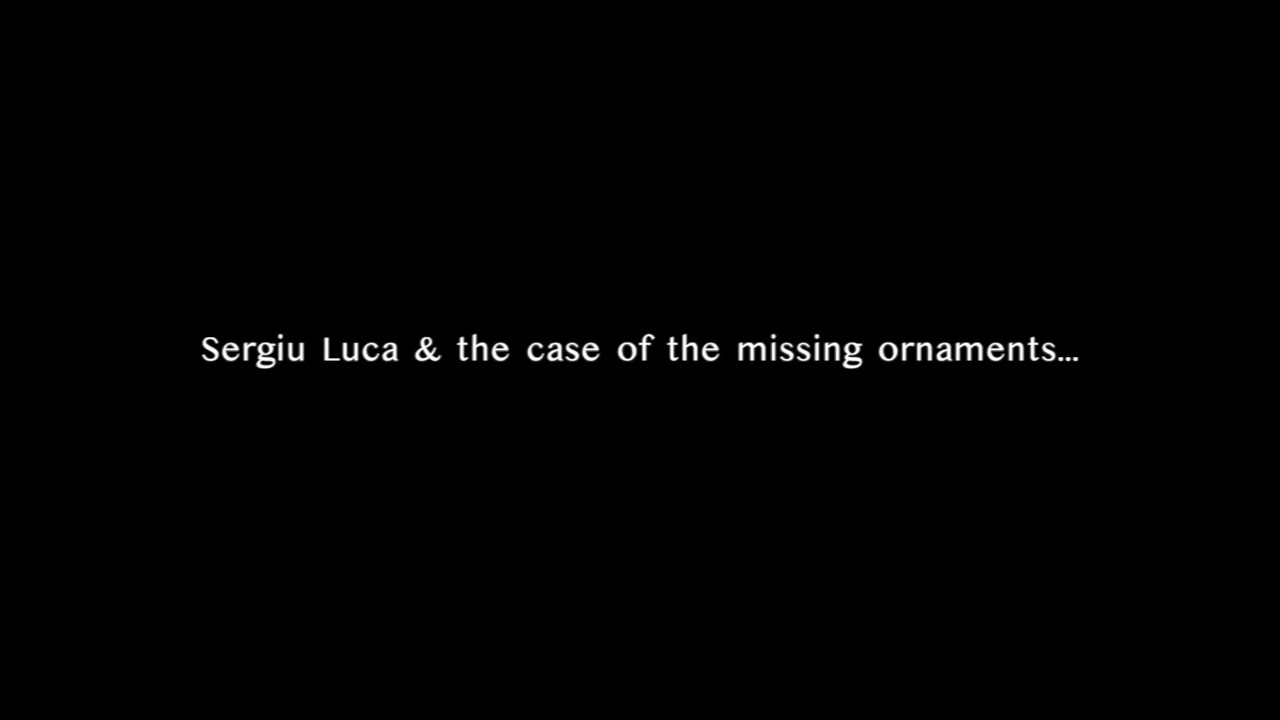 Sergiu Luca & the case of the missing ornaments...